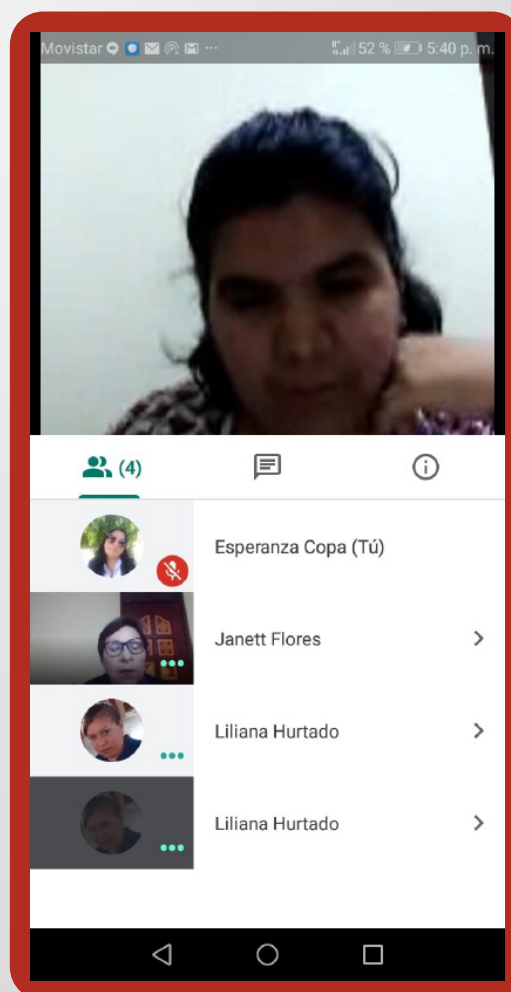 Movistar ... 52 % 5:40 p. m.
(4)
Esperanza Copa (Tú)
Janett Flores
Liliana Hurtado
Liliana Hurtado